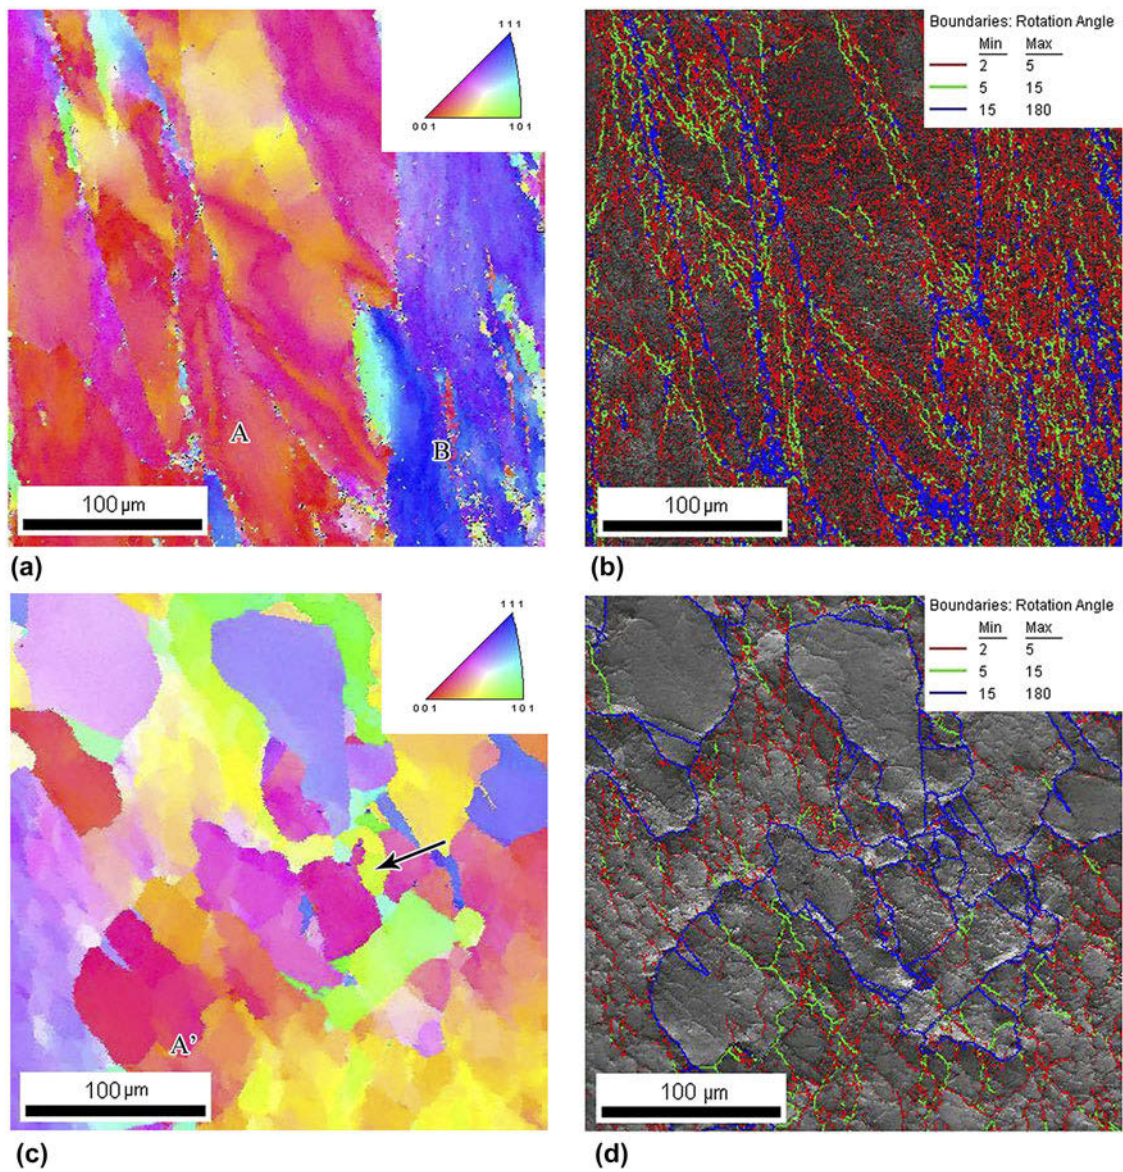 111
001 101
A
B
100 µm
(a)
Boundaries: Rotation Angle
Min Max
2 5
5 15
15 180
100 µm
(b)
111
001 101
A'
100 µm
(c)
Boundaries: Rotation Angle
Min Max
2 5
5 15
15 180
100 µm
(d)